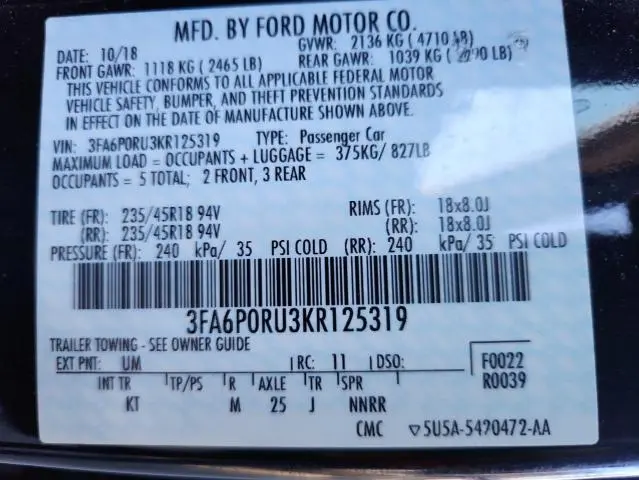 MFD. BY FORD MOTOR CO.
DATE: 10/18 GVWR: 2136 KG (4710 LB)
FRONT GAWR: 1118 KG (2465 LB) REAR GAWR: 1039 KG ( LB)
THIS VEHICLE CONFORMS TO ALL APPLICABLE FEDERAL MOTOR
VEHICLE SAFETY, BUMPER, AND THEFT PREVENTION STANDARDS
IN EFFECT ON THE DATE OF MANUFACTURE SHOWN ABOVE.
VIN: 3FA6P0RU3KR125319 TYPE: Passenger Car
MAXIMUM LOAD = OCCUPANTS + LUGGAGE = 375KG/ 827LB
OCCUPANTS = 5 TOTAL; 2 FRONT, 3 REAR
TIRE (FR): 235/45R18 94V RIMS (FR): 18x8.0J
(RR): 235/45R18 94V (RR): 18x8.0J
PRESSURE (FR): 240 kPa/ 35 PSI COLD (RR): 240 kPa/ 35 PSI COLD
3FA6P0RU3KR125319
TRAILER TOWING - SEE OWNER GUIDE
EXT PNT: UM RC: 11 DSO: F0022
R0039
INT TR TP/PS R AXLE TR SPR
KT M 25 J NNRR
CMC ▽5U5A-5420472-AA